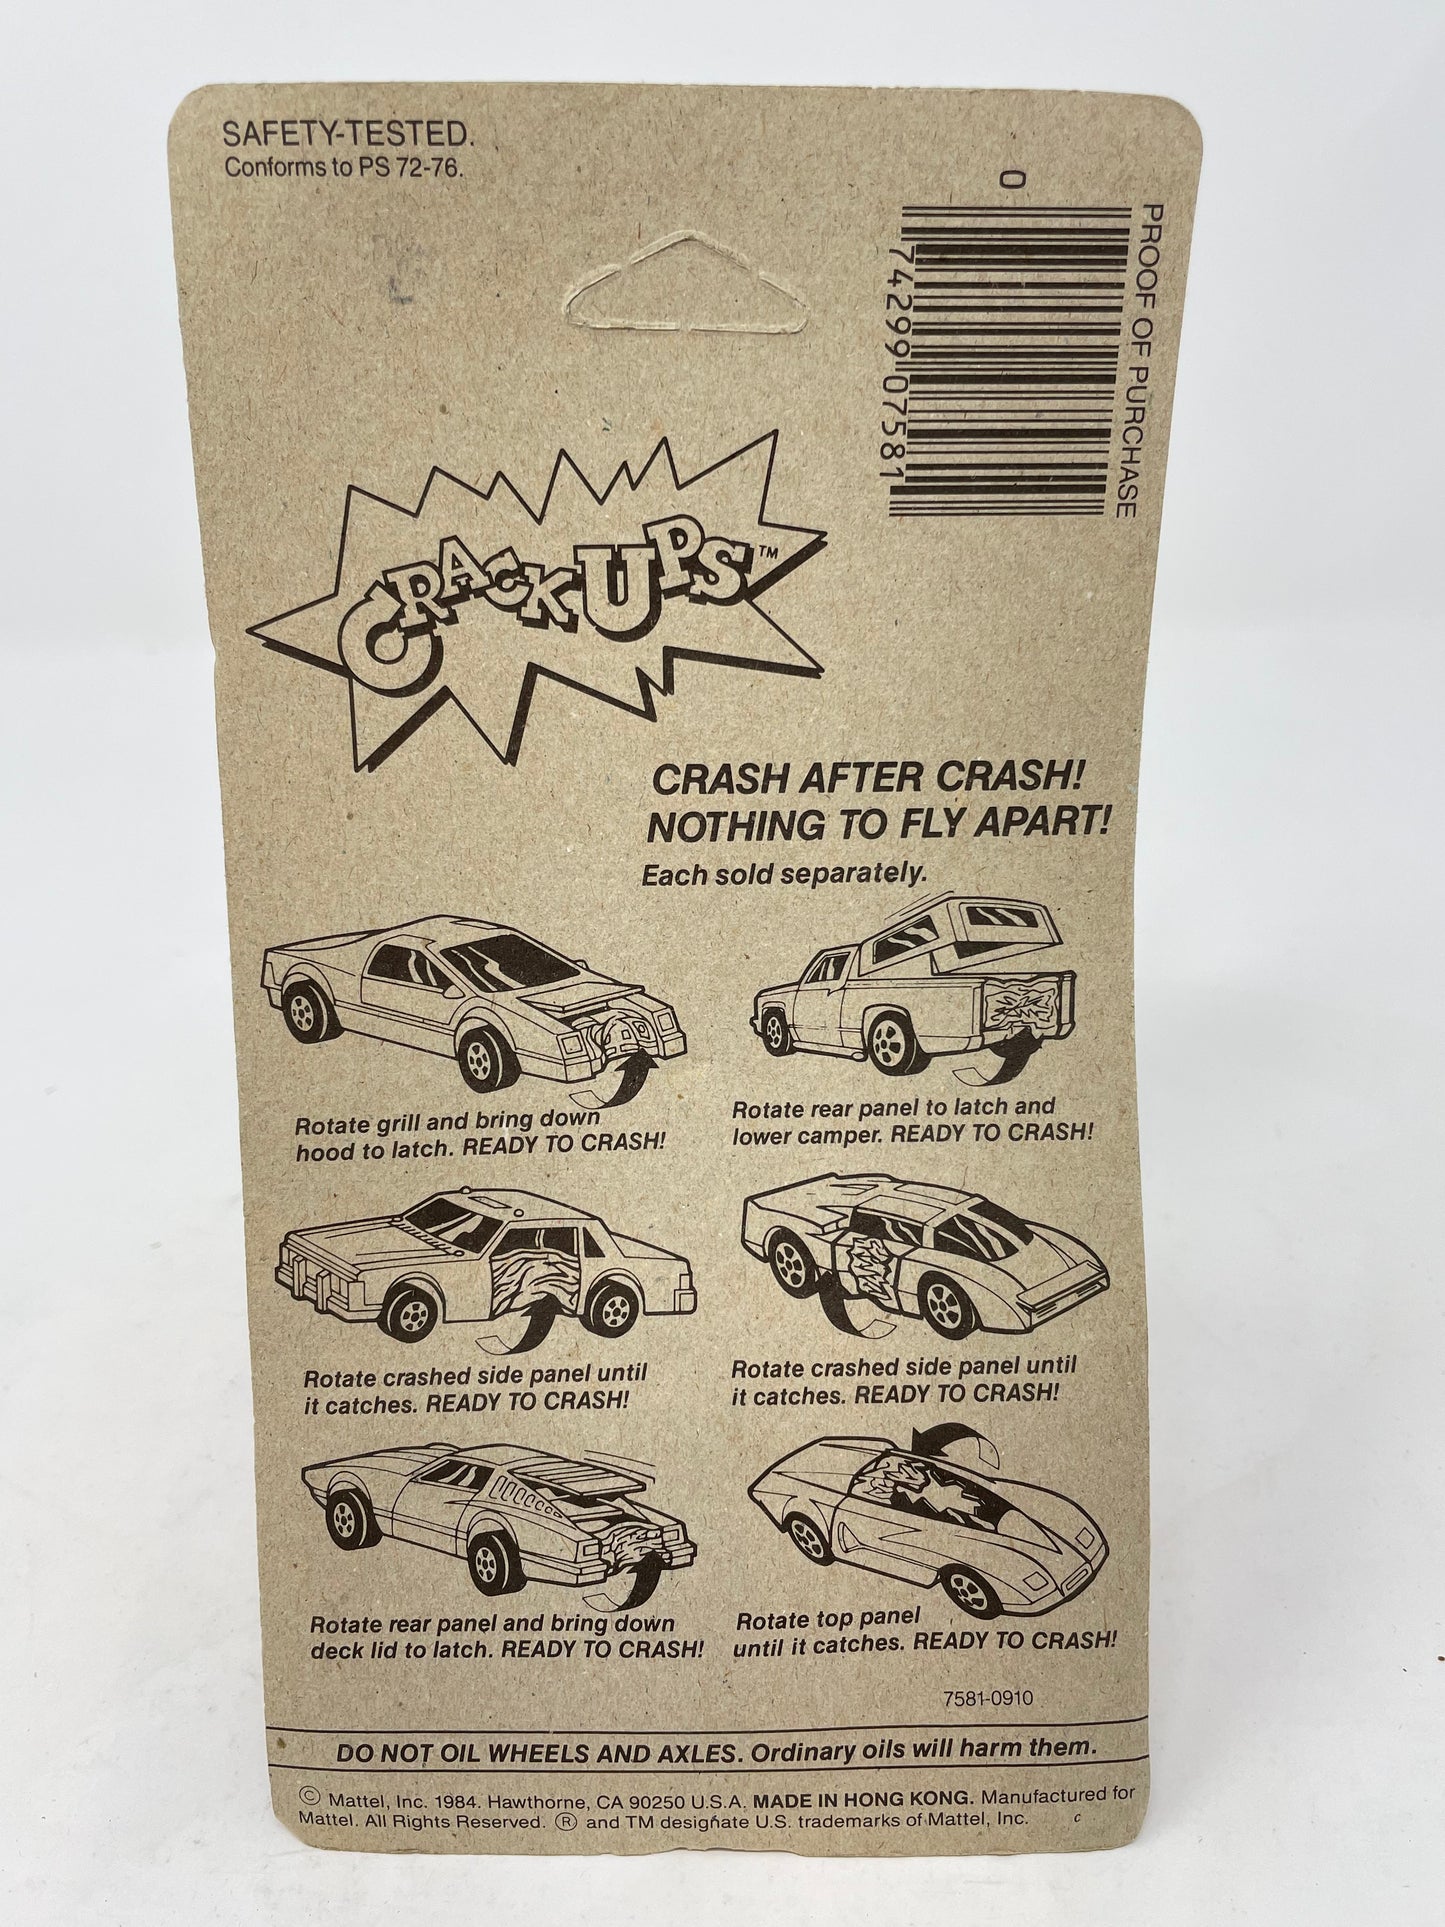 SAFETY-TESTED.
Conforms to PS 72-76.
0
74299 07581
PROOF OF PURCHASE
CRACK UPS™
CRASH AFTER CRASH!
NOTHING TO FLY APART!
Each sold separately.
Rotate grill and bring down
hood to latch. READY TO CRASH!
Rotate rear panel to latch and
lower camper. READY TO CRASH!
Rotate crashed side panel until
it catches. READY TO CRASH!
Rotate crashed side panel until
it catches. READY TO CRASH!
Rotate rear panel and bring down
deck lid to latch. READY TO CRASH!
Rotate top panel
until it catches. READY TO CRASH!
7581-0910
DO NOT OIL WHEELS AND AXLES. Ordinary oils will harm them.
© Mattel, Inc. 1984. Hawthorne, CA 90250 U.S.A. MADE IN HONG KONG. Manufactured for
Mattel. All Rights Reserved. ® and TM designate U.S. trademarks of Mattel, Inc. c